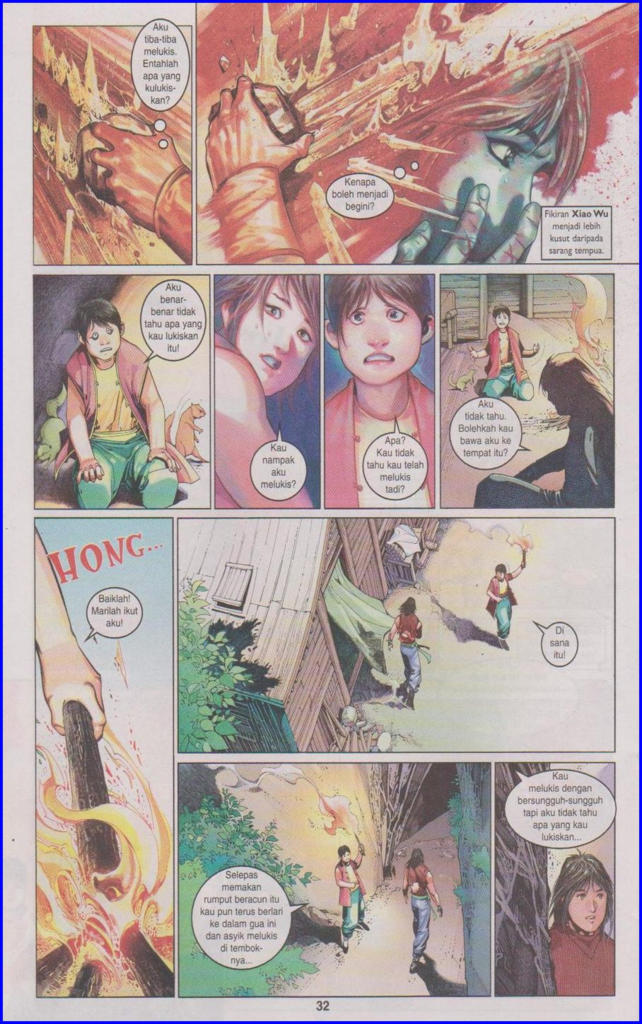 Aku
tiba-tiba
melukis.
Entahlah
apa yang
kulukis-
kan?
Kenapa
boleh menjadi
begini?
Fikiran Xiao Wu
menjadi lebih
kusut daripada
sarang tempua.
Aku
benar-
benar tidak
tahu apa yang
kau lukiskan
itu!
Kau
nampak
aku
melukis?
Apa?
Kau tidak
tahu kau telah
melukis
tadi?
Aku
tidak tahu.
Bolehkah kau
bawa aku ke
tempat itu?
HONG...
Baiklah!
Marilah ikut
aku!
Di
sana
itu!
Selepas
memakan
rumput beracun itu
kau pun terus berlari
ke dalam gua ini
dan asyik melukis
di tembok-
nya...
Kau
melukis dengan
bersungguh-sungguh
tapi aku tidak tahu
apa yang kau
lukiskan...
32